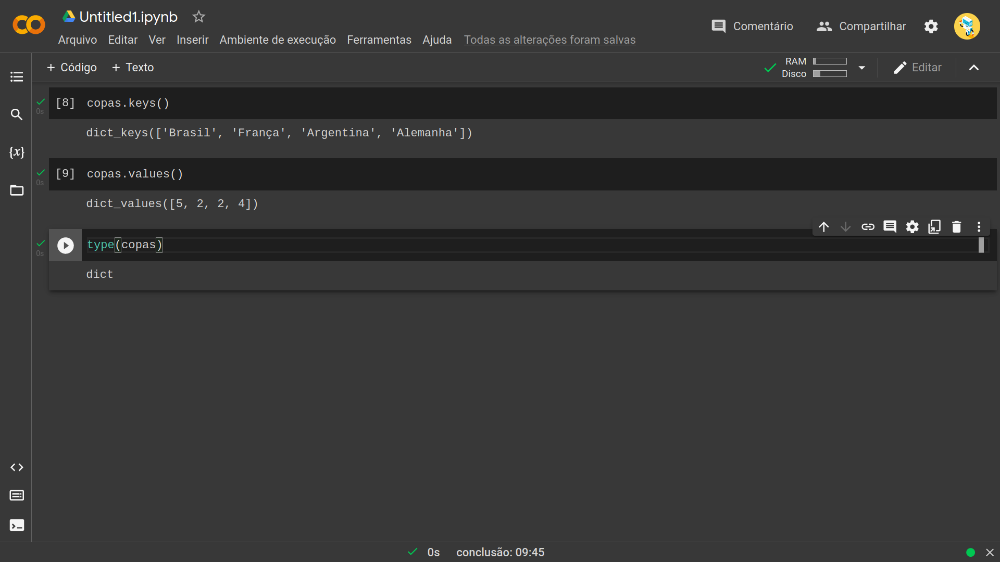 Untitled1.ipynb
Comentário Compartilhar
Arquivo Editar Ver Inserir Ambiente de execução Ferramentas Ajuda Todas as alterações foram salvas
+ Código + Texto
RAM
Disco
Editar
[8] copas.keys()
0s
dict_keys(['Brasil', 'França', 'Argentina', 'Alemanha'])
{x}
[9] copas.values()
0s
dict_values([5, 2, 2, 4])
type(copas)
0s
dict
0s conclusão: 09:45